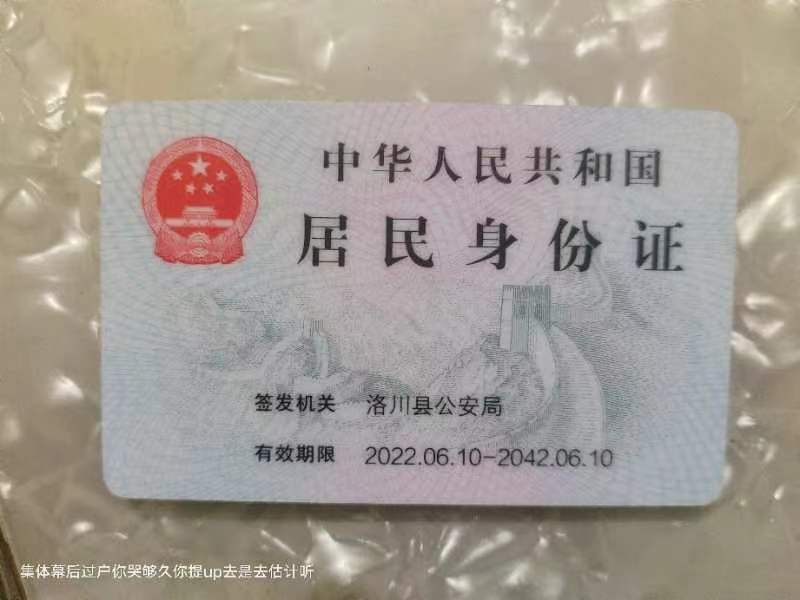 中华人民共和国
居民身份证
签发机关 洛川县公安局
有效期限 2022.06.10-2042.06.10
集体幕后过户你哭够久你提up去是去估计听